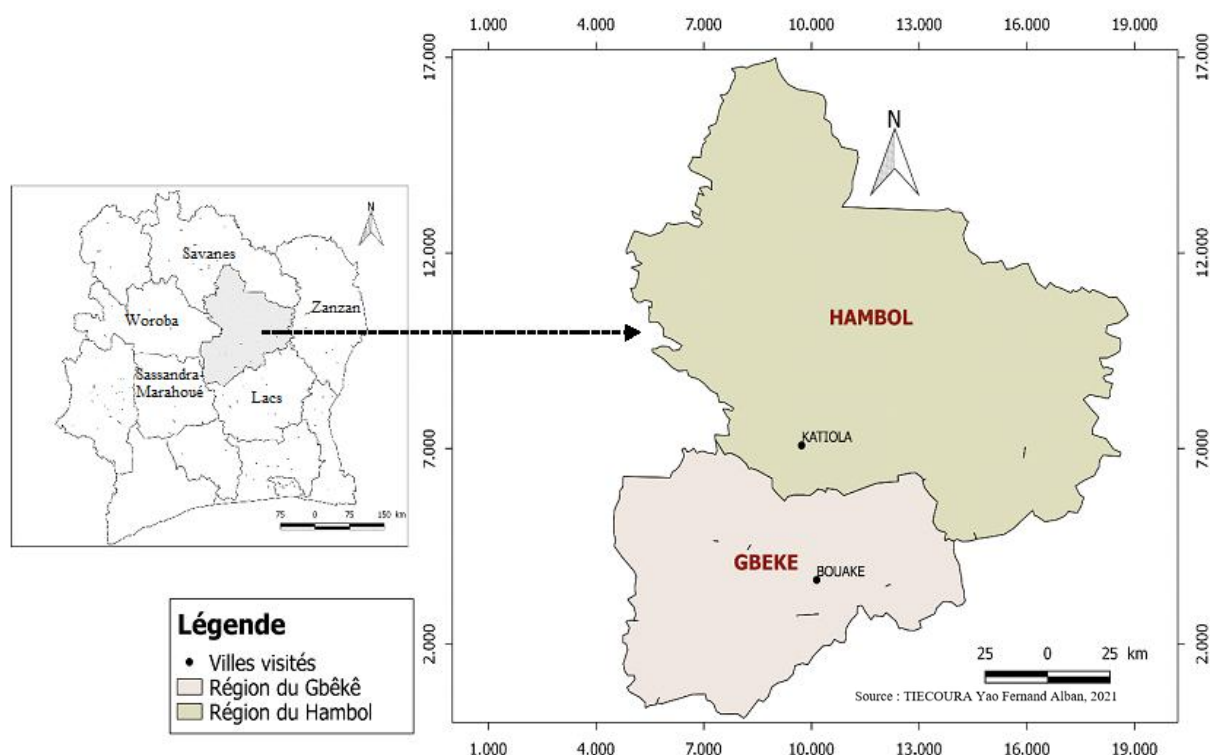 1.000 4.000 7.000 10.000 13.000 16.000 19.000
17.000
17.000
N
N
Savanes
12.000
12.000
Zanzan
Woroba
HAMBOL
Sassandra-
Marahoué
Lacs
KATIOLA
7.000
7.000
75 0 75 150 km
GBEKE
BOUAKE
Légende
Villes visités
Région du Gbêkê
Région du Hambol
2.000
2.000
25 0 25 km
Source : TIECOURA Yao Fernand Alban, 2021
1.000 4.000 7.000 10.000 13.000 16.000 19.000